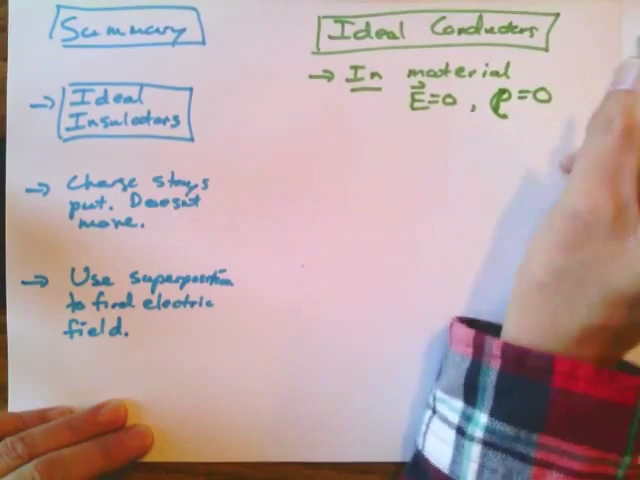 Summary
→ Ideal
Insulators
→ Charge stays
put. Doesn't
move.
→ Use superposition
to find electric
field.
Ideal Conductors
→ In material
E⃗=0, ρ=0